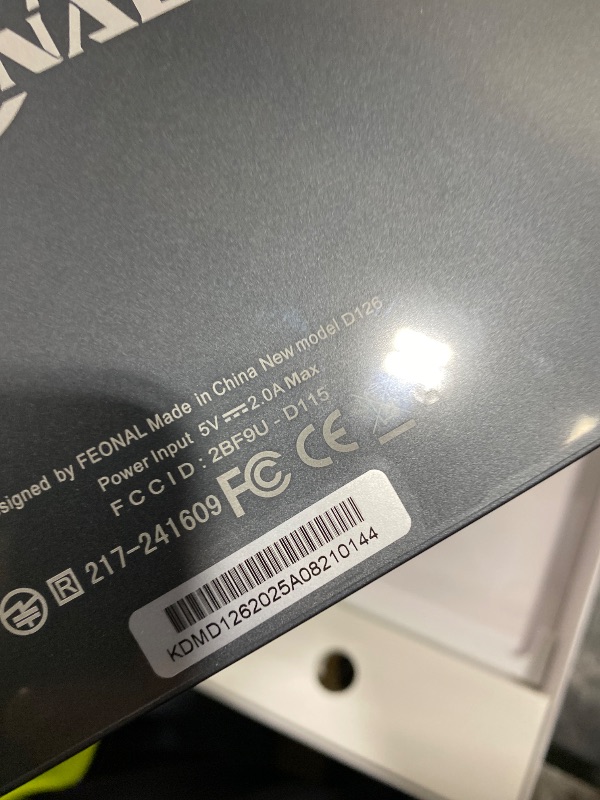 NAL
signed by FEONAL Made in China New model D126
Power Input 5V⎓2.0A Max
FCCID: 2BF9U - D115
FC CE
R 217-241609
KDMD1262025A08210144